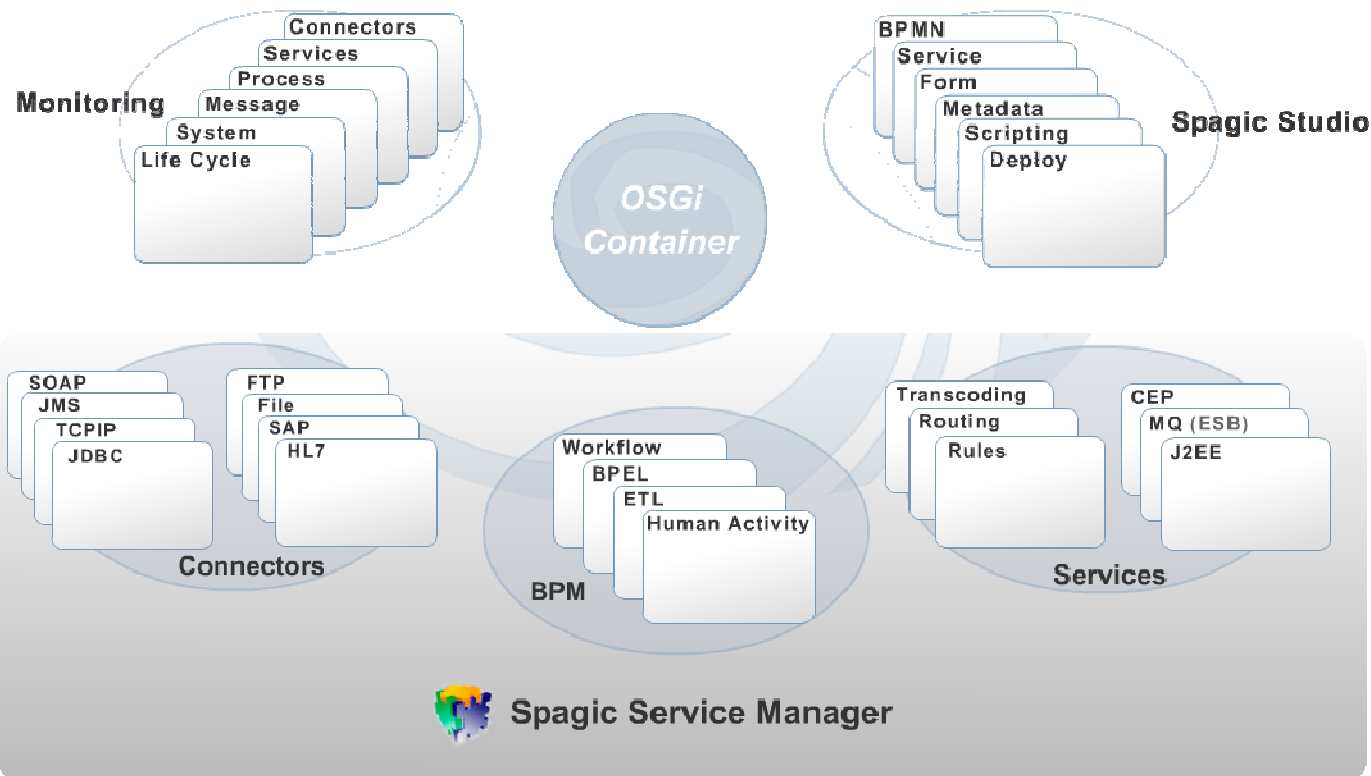 Connectors
Services
Process
Message
System
Life Cycle
Monitoring
BPMN
Service
Form
Metadata
Scripting
Deploy
Spagic Studio
OSGi
Container
SOAP
JMS
TCPIP
JDBC
FTP
File
SAP
HL7
Connectors
Workflow
BPEL
ETL
Human Activity
BPM
Transcoding
Routing
Rules
CEP
MQ (ESB)
J2EE
Services
Spagic Service Manager